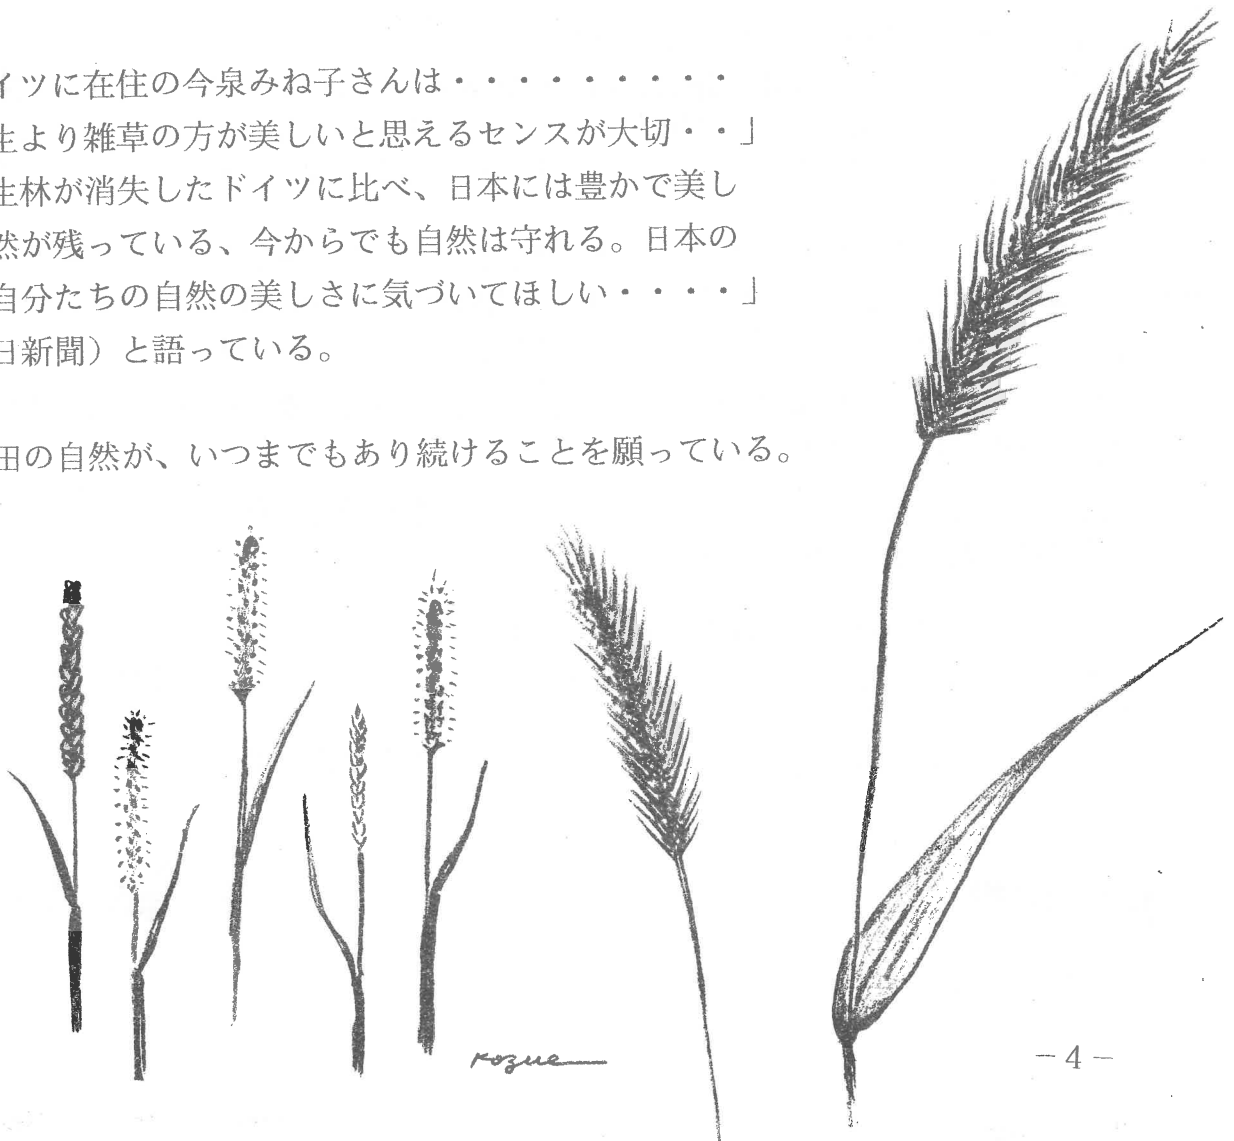 イツに在住の今泉みね子さんは・・・・・・・・・
生より雑草の方が美しいと思えるセンスが大切・・」
生林が消失したドイツに比べ、日本には豊かで美し
然が残っている、今からでも自然は守れる。日本の
自分たちの自然の美しさに気づいてほしい・・・・」
日新聞）と語っている。
田の自然が、いつまでもあり続けることを願っている。
Kozue
－4－